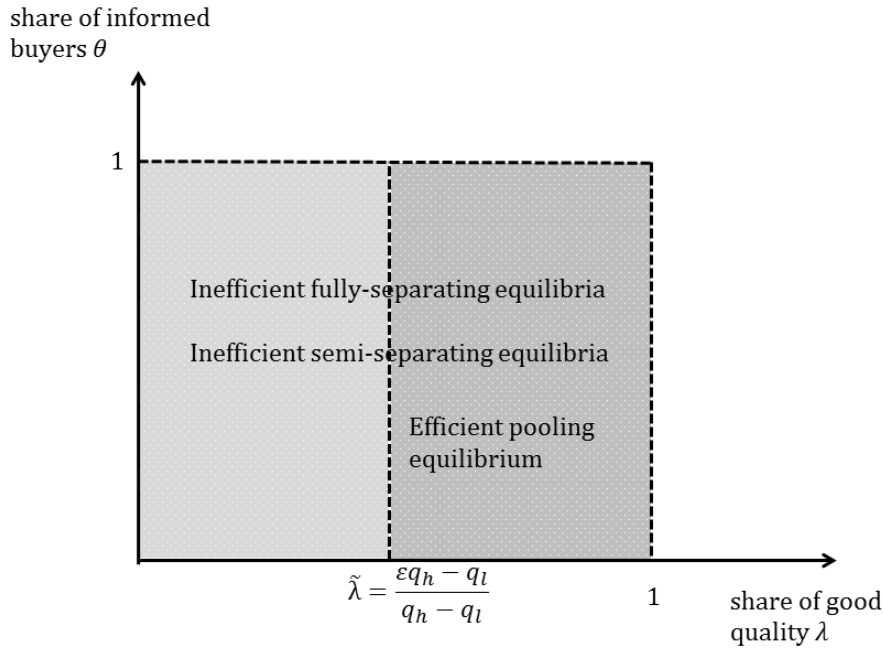 share of informed
buyers θ
1
Inefficient fully-separating equilibria
Inefficient semi-separating equilibria
Efficient pooling
equilibrium
λ̃ = (εq_h − q_l)/(q_h − q_l)
1
share of good
quality λ